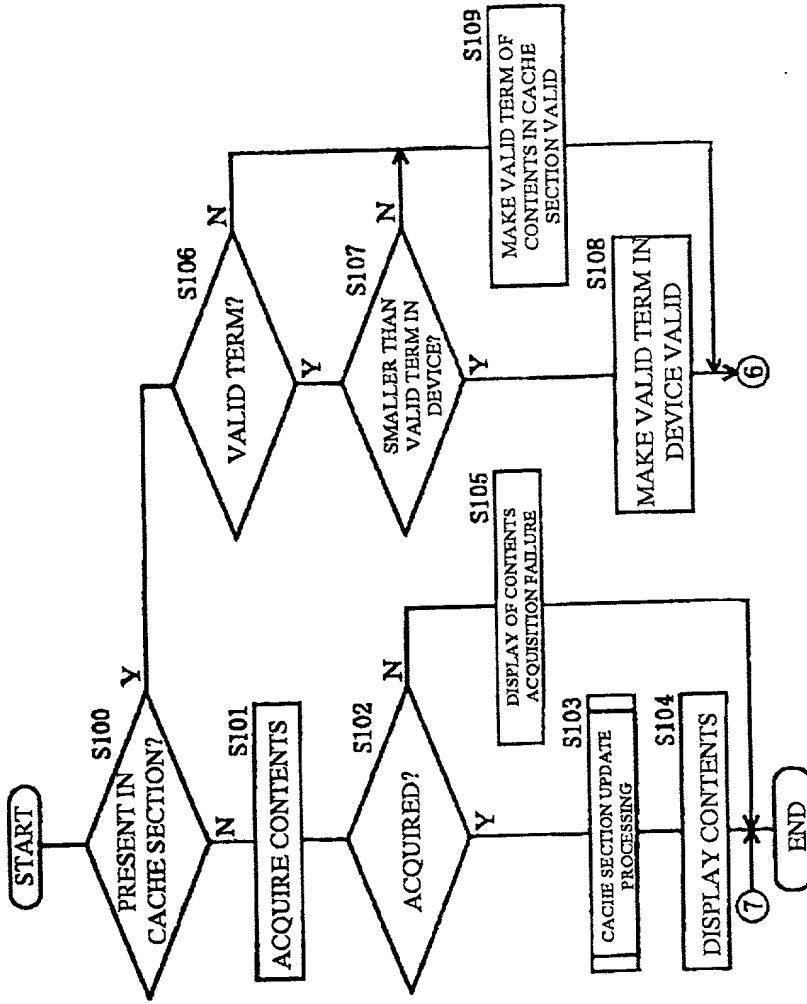 START
S100
PRESENT IN
CACHE SECTION?
Y
N
S101
ACQUIRE CONTENTS
S102
ACQUIRED?
N
Y
S105
DISPLAY OF CONTENTS
ACQUISITION FAILURE
S103
CACHE SECTION UPDATE
PROCESSING
S104
DISPLAY CONTENTS
7
END
S106
VALID TERM?
N
Y
S107
SMALLER THAN
VALID TERM IN
DEVICE?
N
Y
S109
MAKE VALID TERM OF
CONTENTS IN CACHE
SECTION VALID
S108
MAKE VALID TERM IN
DEVICE VALID
6